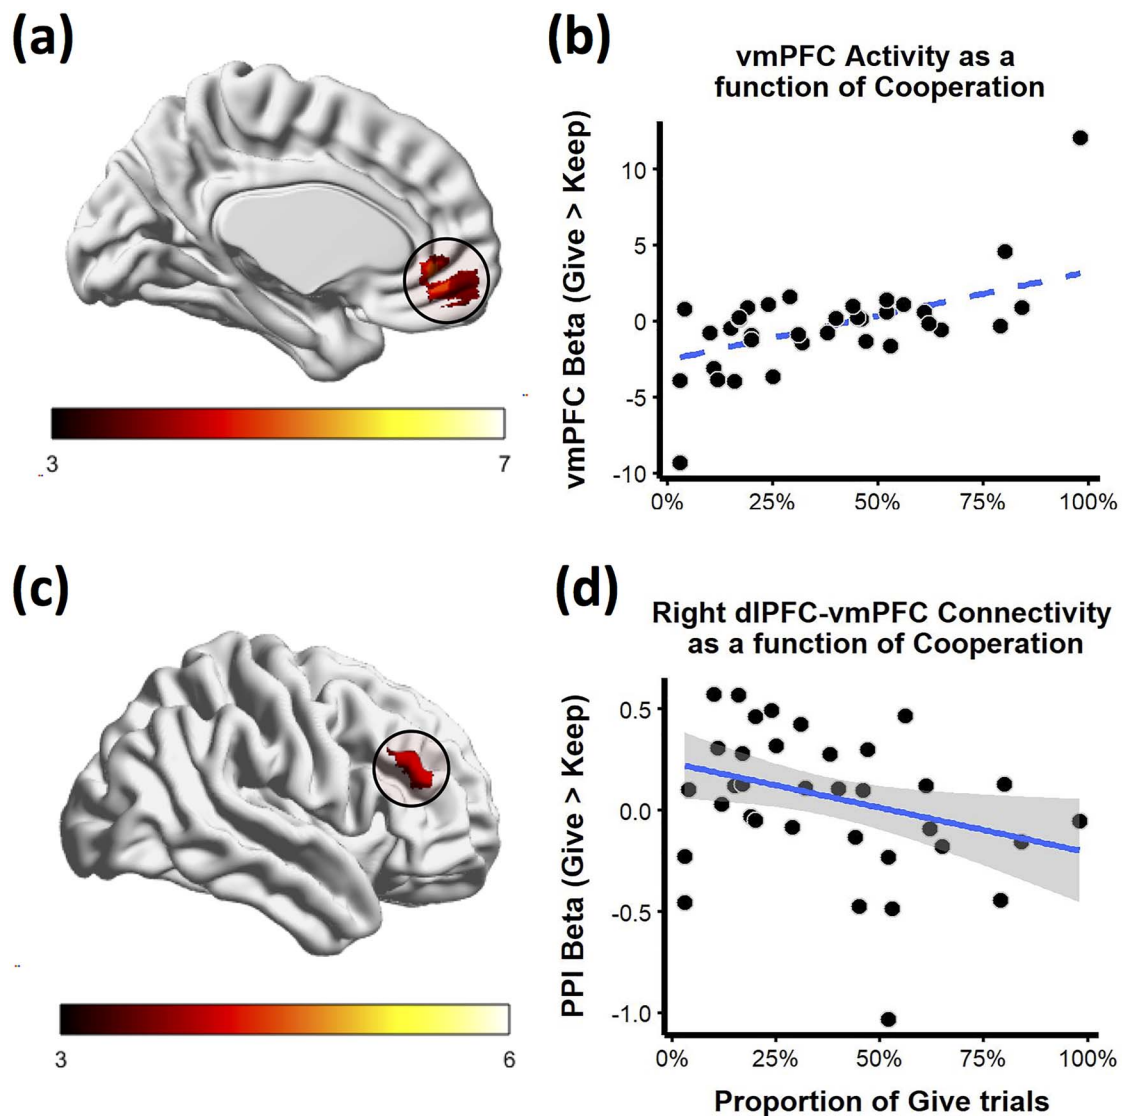 (a)
3
7
(b)
vmPFC Activity as a
function of Cooperation
vmPFC Beta (Give > Keep)
10
5
0
-5
-10
0%
25%
50%
75%
100%
(c)
3
6
(d)
Right dlPFC-vmPFC Connectivity
as a function of Cooperation
PPI Beta (Give > Keep)
0.5
0.0
-0.5
-1.0
0%
25%
50%
75%
100%
Proportion of Give trials